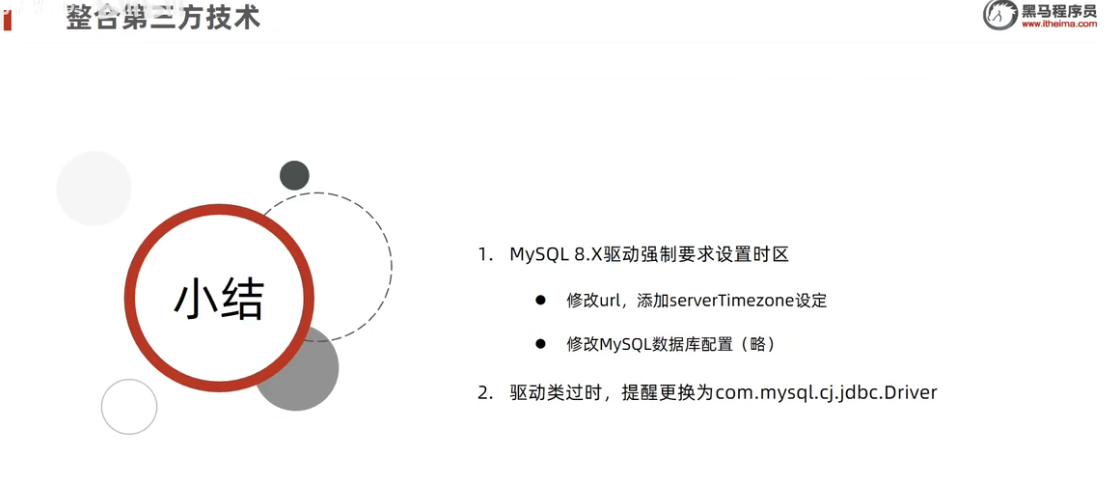 整合第三方技术
黑马程序员
www.itheima.com
小结
1. MySQL 8.X驱动强制要求设置时区
● 修改url，添加serverTimezone设定
● 修改MySQL数据库配置（略）
2. 驱动类过时，提醒更换为com.mysql.cj.jdbc.Driver